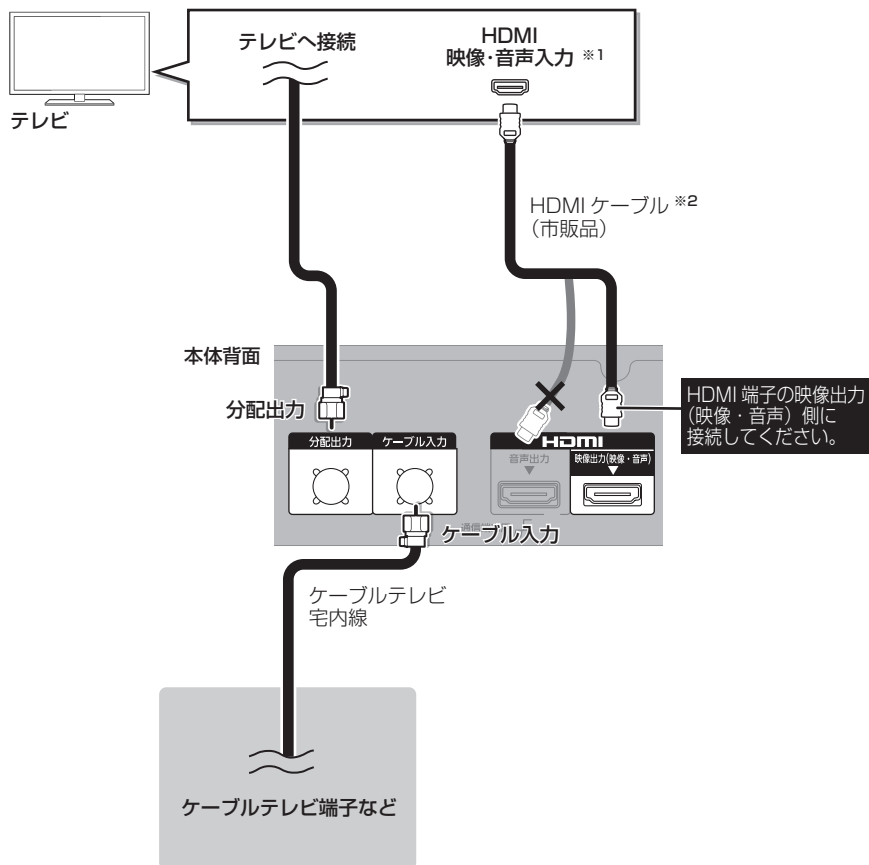 テレビへ接続
HDMI
映像・音声入力 ※1
テレビ
HDMI ケーブル ※2
（市販品）
本体背面
分配出力
HDMI 端子の映像出力
（映像・音声）側に
接続してください。
分配出力
ケーブル入力
HDMI
音声出力
映像出力(映像・音声)
ケーブル入力
ケーブルテレビ
宅内線
ケーブルテレビ端子など